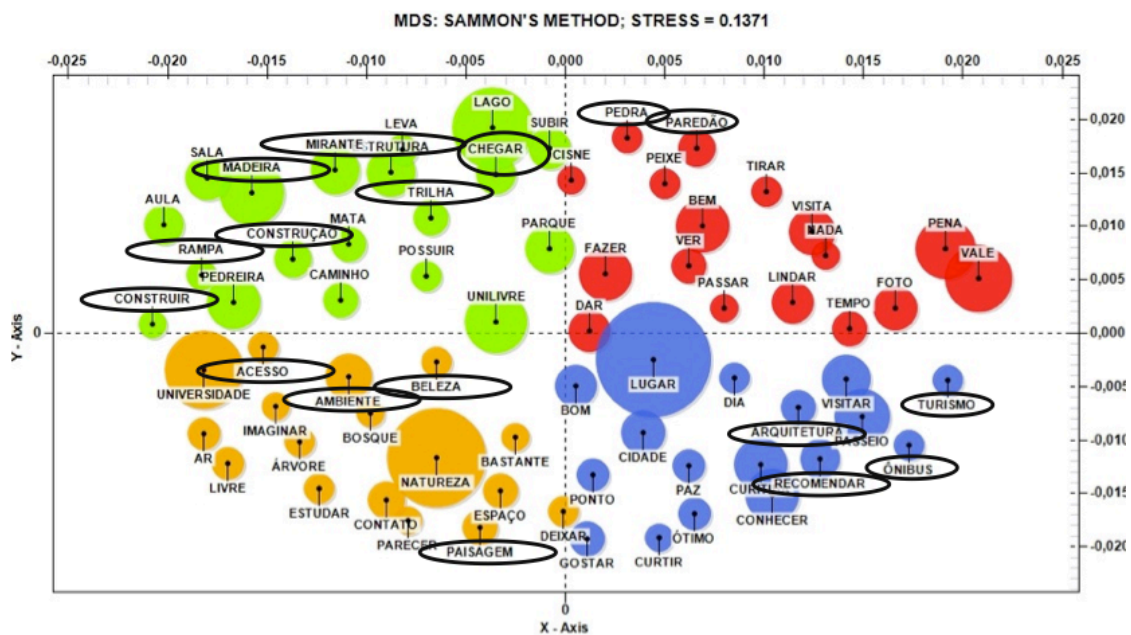 MDS: SAMMON'S METHOD; STRESS = 0.1371
-0,025 -0,020 -0,015 -0,010 -0,005 0,000 0,005 0,010 0,015 0,020 0,025
LAGO
PEDRA
0,020
LEVA
SUBIR
PAREDÃO
MIRANTE
STRUTURA
CHEGAR
SALA
CISNE
PEIXE
TIRAR
0,015
MADEIRA
TRILHA
AULA
BEM
VISITA
MATA
PARQUE
NADA
PENA
0,010
CONSTRUÇÃO
RAMPA
POSSUIR
FAZER
VER
VALE
PEDREIRA
CAMINHO
PASSAR
LINDAR
FOTO
0,005
CONSTRUIR
UNILIVRE
DAR
TEMPO
Y - Axis
0
0,000
ACESSO
BELEZA
LUGAR
UNIVERSIDADE
AMBIENTE
BOM
DIA
VISITAR
TURISMO
-0,005
IMAGINAR
BOSQUE
ARQUITETURA
PASSEIO
AR
ÁRVORE
BASTANTE
CIDADE
ÔNIBUS
-0,010
LIVRE
NATUREZA
PONTO
PAZ
CURITI
RECOMENDAR
ESTUDAR
CONTATO
ESPAÇO
CONHECER
-0,015
PARECER
PAISAGEM
DEIXAR
GOSTAR
CURTIR
ÓTIMO
-0,020
0
X - Axis